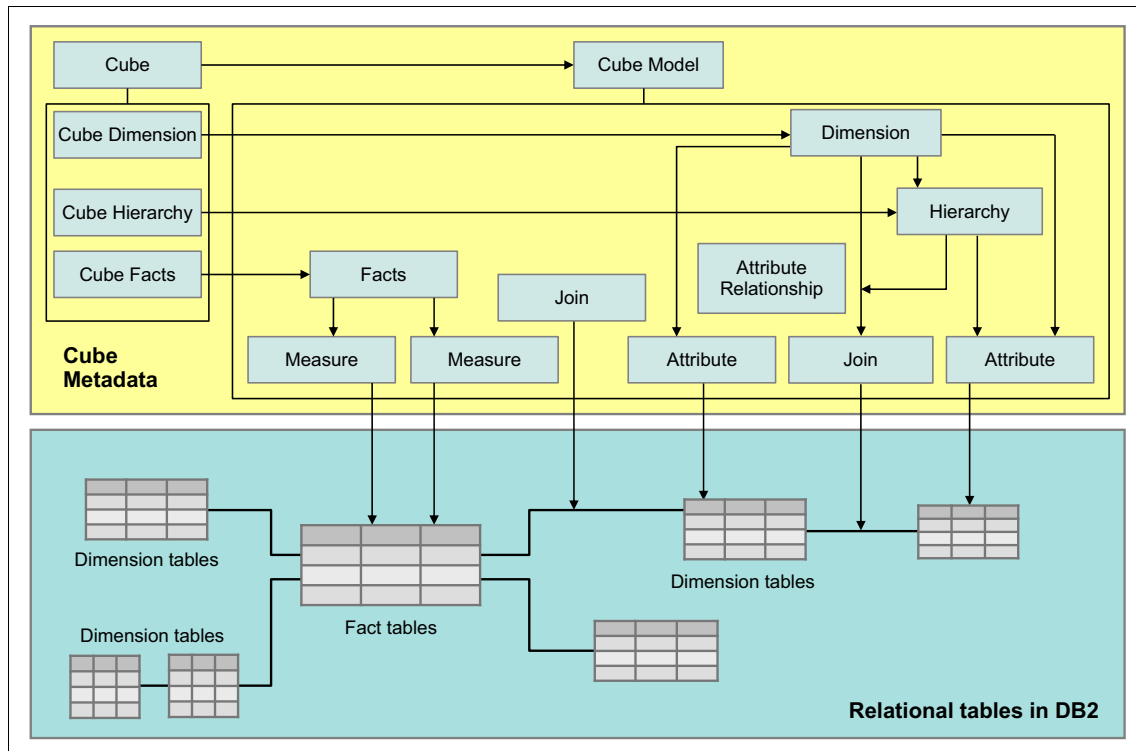 Cube
Cube Model
Cube Dimension
Dimension
Cube Hierarchy
Hierarchy
Cube Facts
Facts
Attribute
Relationship
Join
Cube
Metadata
Measure
Measure
Attribute
Join
Attribute
Dimension tables
Dimension tables
Fact tables
Dimension tables
Relational tables in DB2